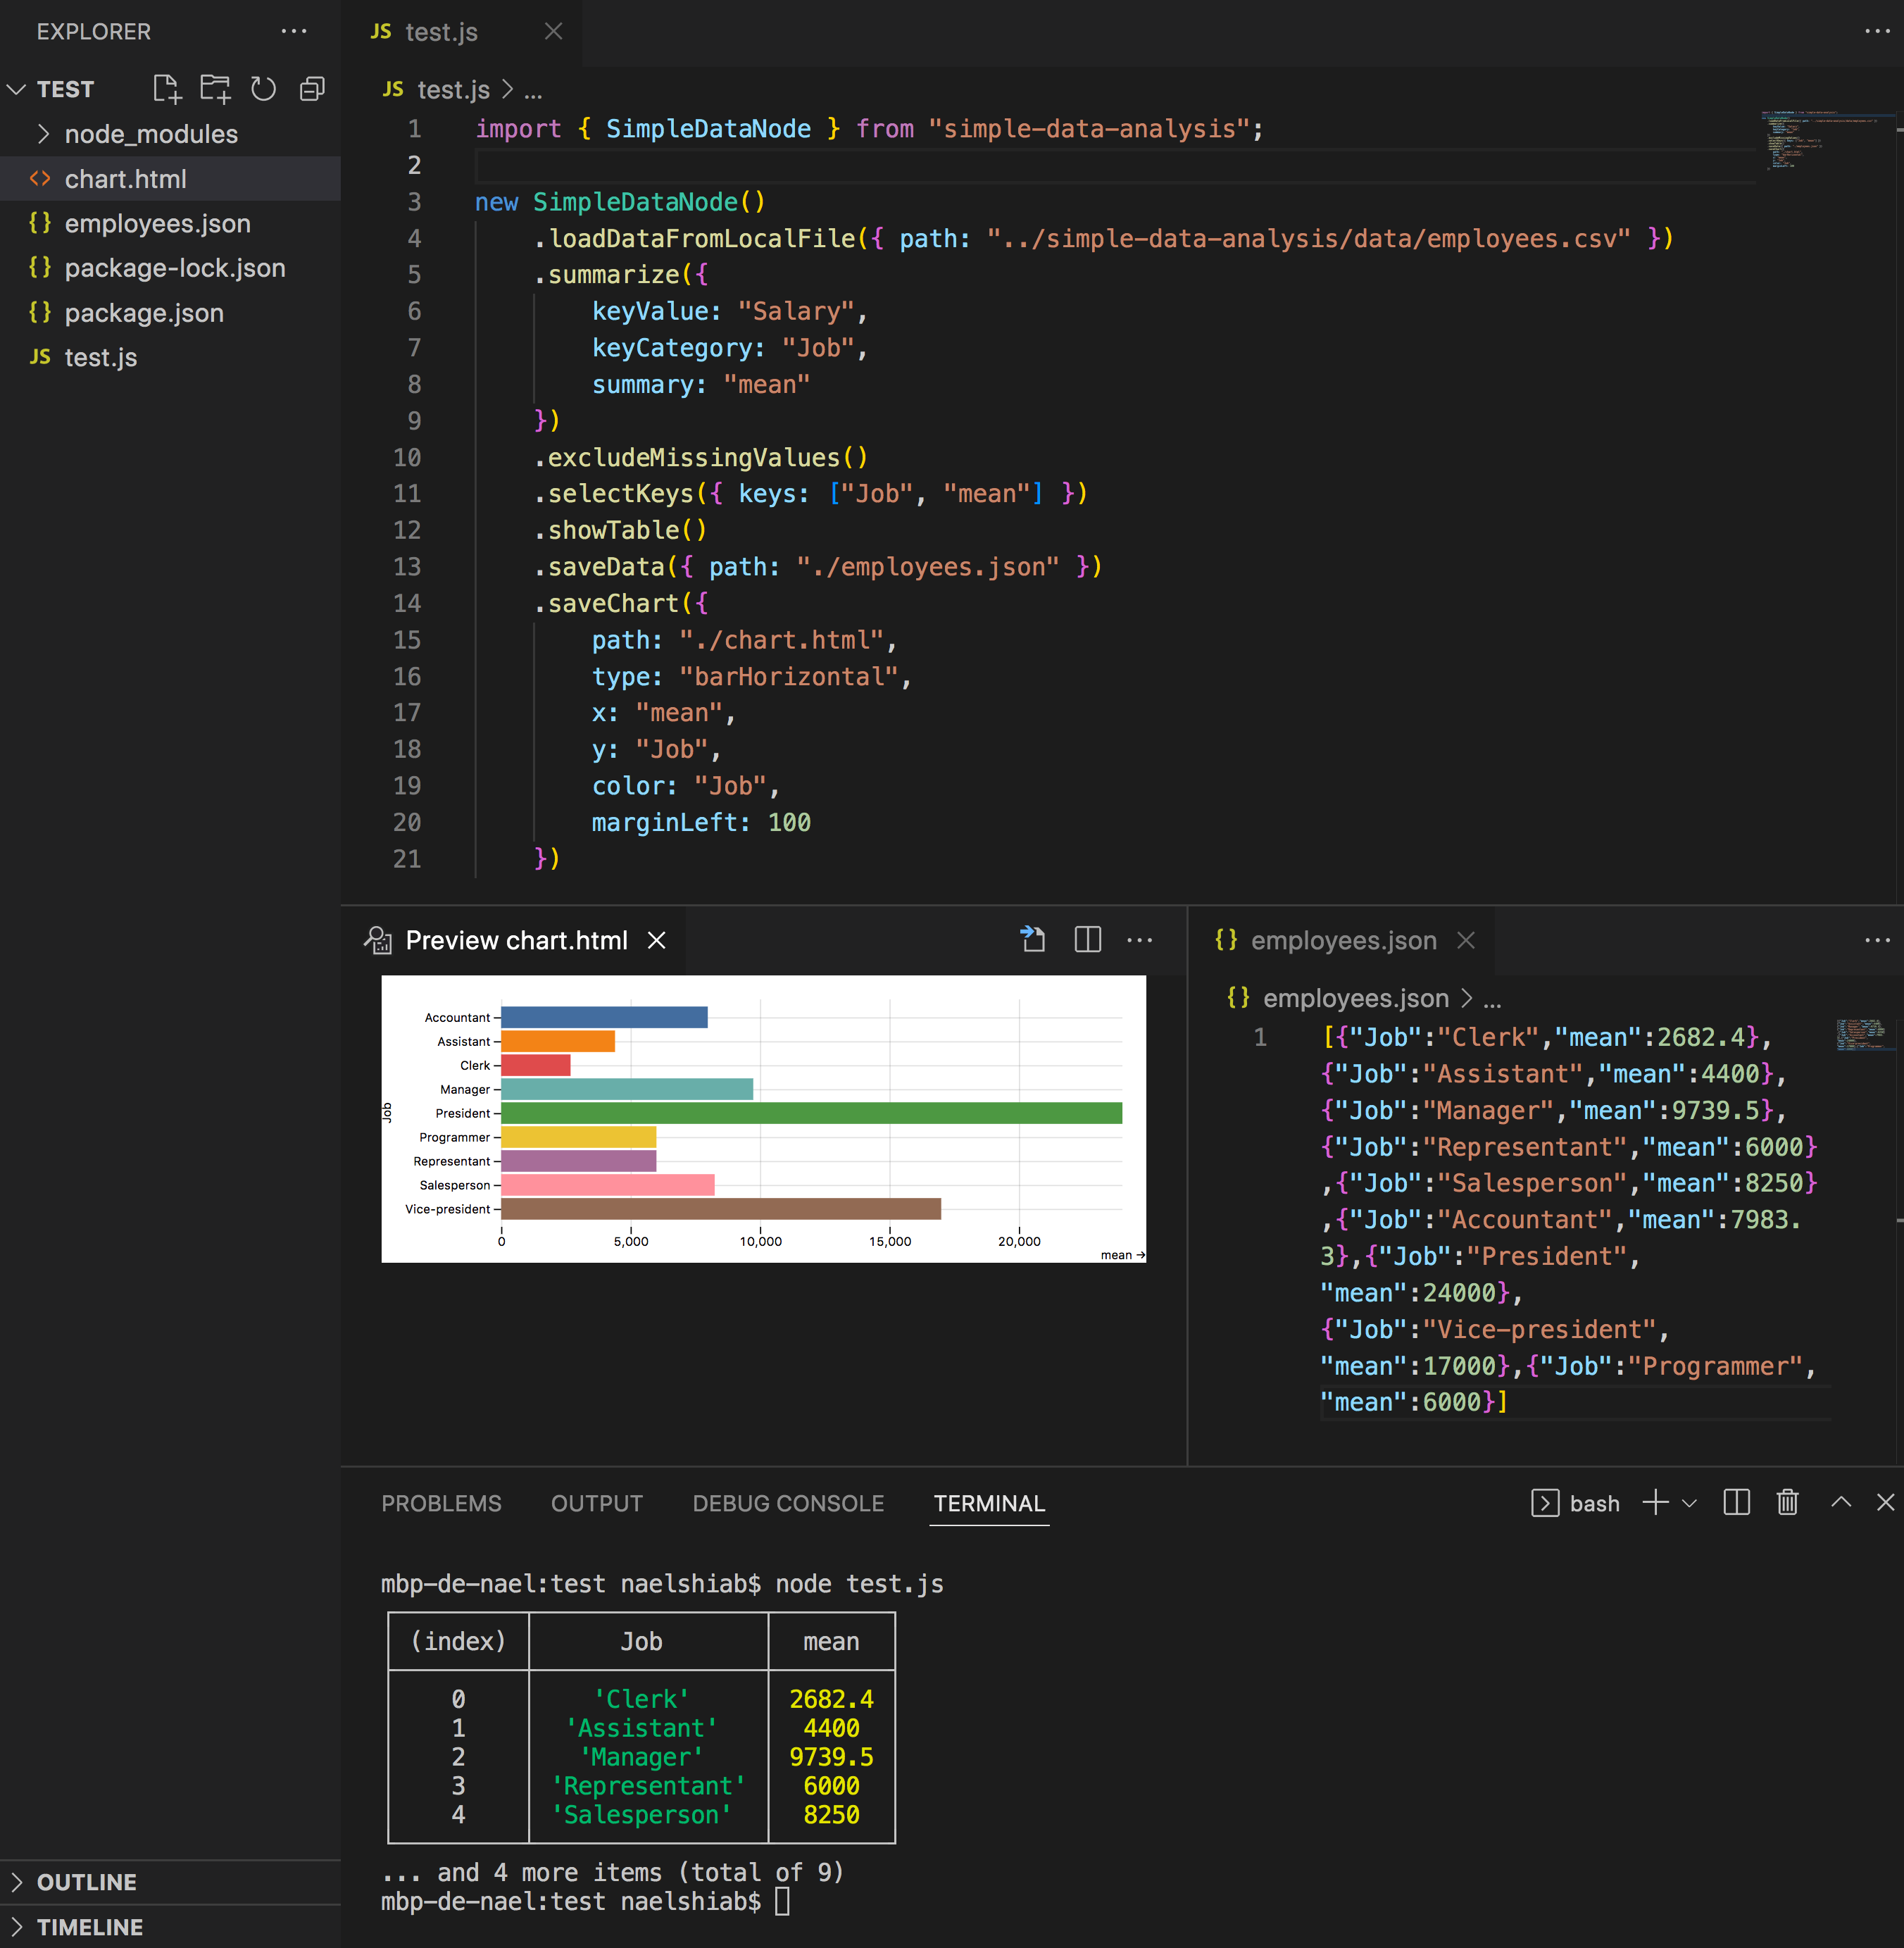 EXPLORER
TEST
node_modules
chart.html
employees.json
package-lock.json
package.json
test.js
OUTLINE
TIMELINE
JS test.js
JS test.js > ...
1 import { SimpleDataNode } from "simple-data-analysis";
2
3 new SimpleDataNode()
4 .loadDataFromLocalFile({ path: "../simple-data-analysis/data/employees.csv" })
5 .summarize({
6 keyValue: "Salary",
7 keyCategory: "Job",
8 summary: "mean"
9 })
10 .excludeMissingValues()
11 .selectKeys({ keys: ["Job", "mean"] })
12 .showTable()
13 .saveData({ path: "./employees.json" })
14 .saveChart({
15 path: "./chart.html",
16 type: "barHorizontal",
17 x: "mean",
18 y: "Job",
19 color: "Job",
20 marginLeft: 100
21 })
Preview chart.html
Job
Accountant
Assistant
Clerk
Manager
President
Programmer
Representant
Salesperson
Vice-president
0 5,000 10,000 15,000 20,000
mean →
{} employees.json
{} employees.json > ...
1 [{"Job":"Clerk","mean":2682.4},
{"Job":"Assistant","mean":4400},
{"Job":"Manager","mean":9739.5},
{"Job":"Representant","mean":6000}
,{"Job":"Salesperson","mean":8250}
,{"Job":"Accountant","mean":7983.
3},{"Job":"President",
"mean":24000},
{"Job":"Vice-president",
"mean":17000},{"Job":"Programmer",
"mean":6000}]
PROBLEMS OUTPUT DEBUG CONSOLE TERMINAL bash
mbp-de-nael:test naelshiab$ node test.js
(index) Job mean
0 'Clerk' 2682.4
1 'Assistant' 4400
2 'Manager' 9739.5
3 'Representant' 6000
4 'Salesperson' 8250
... and 4 more items (total of 9)
mbp-de-nael:test naelshiab$